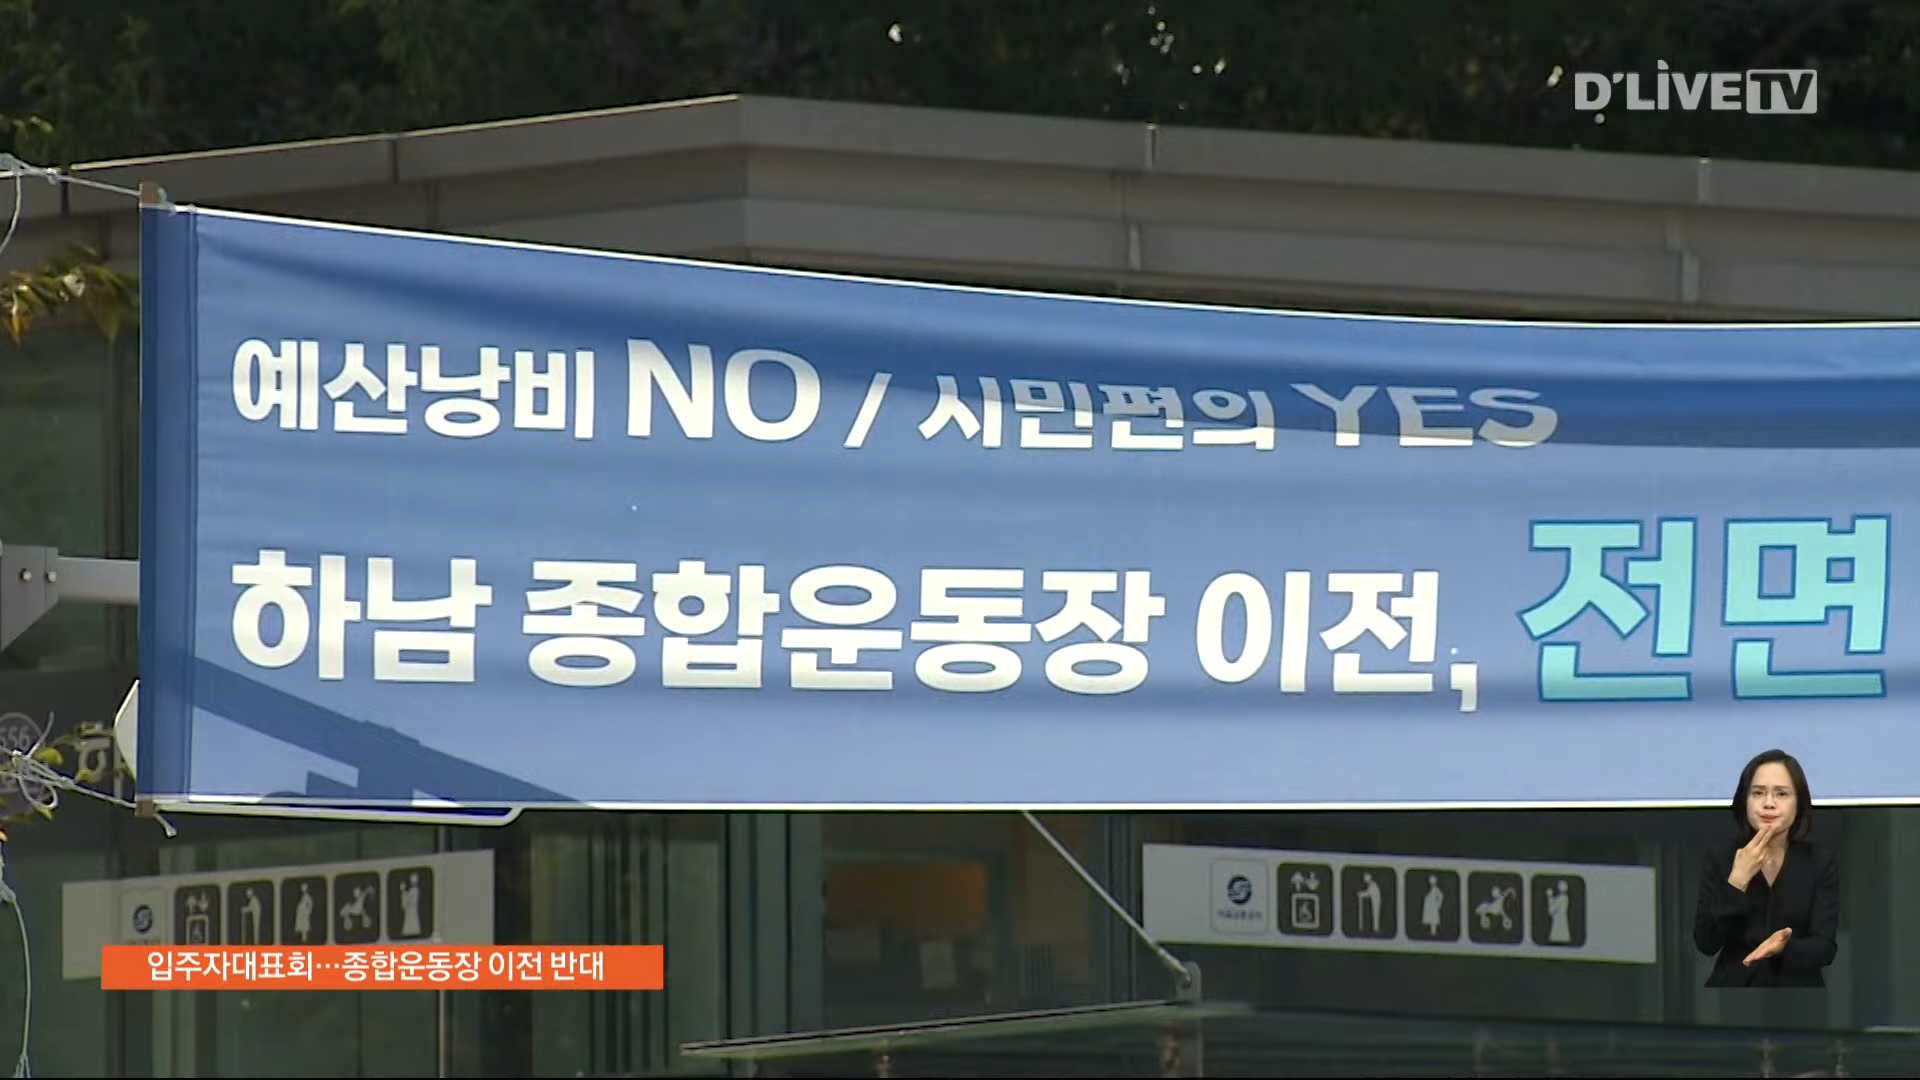 D'LIVE TV
예산낭비 NO / 시민편의 YES
하남 종합운동장 이전, 전면
입주자대표회…종합운동장 이전 반대